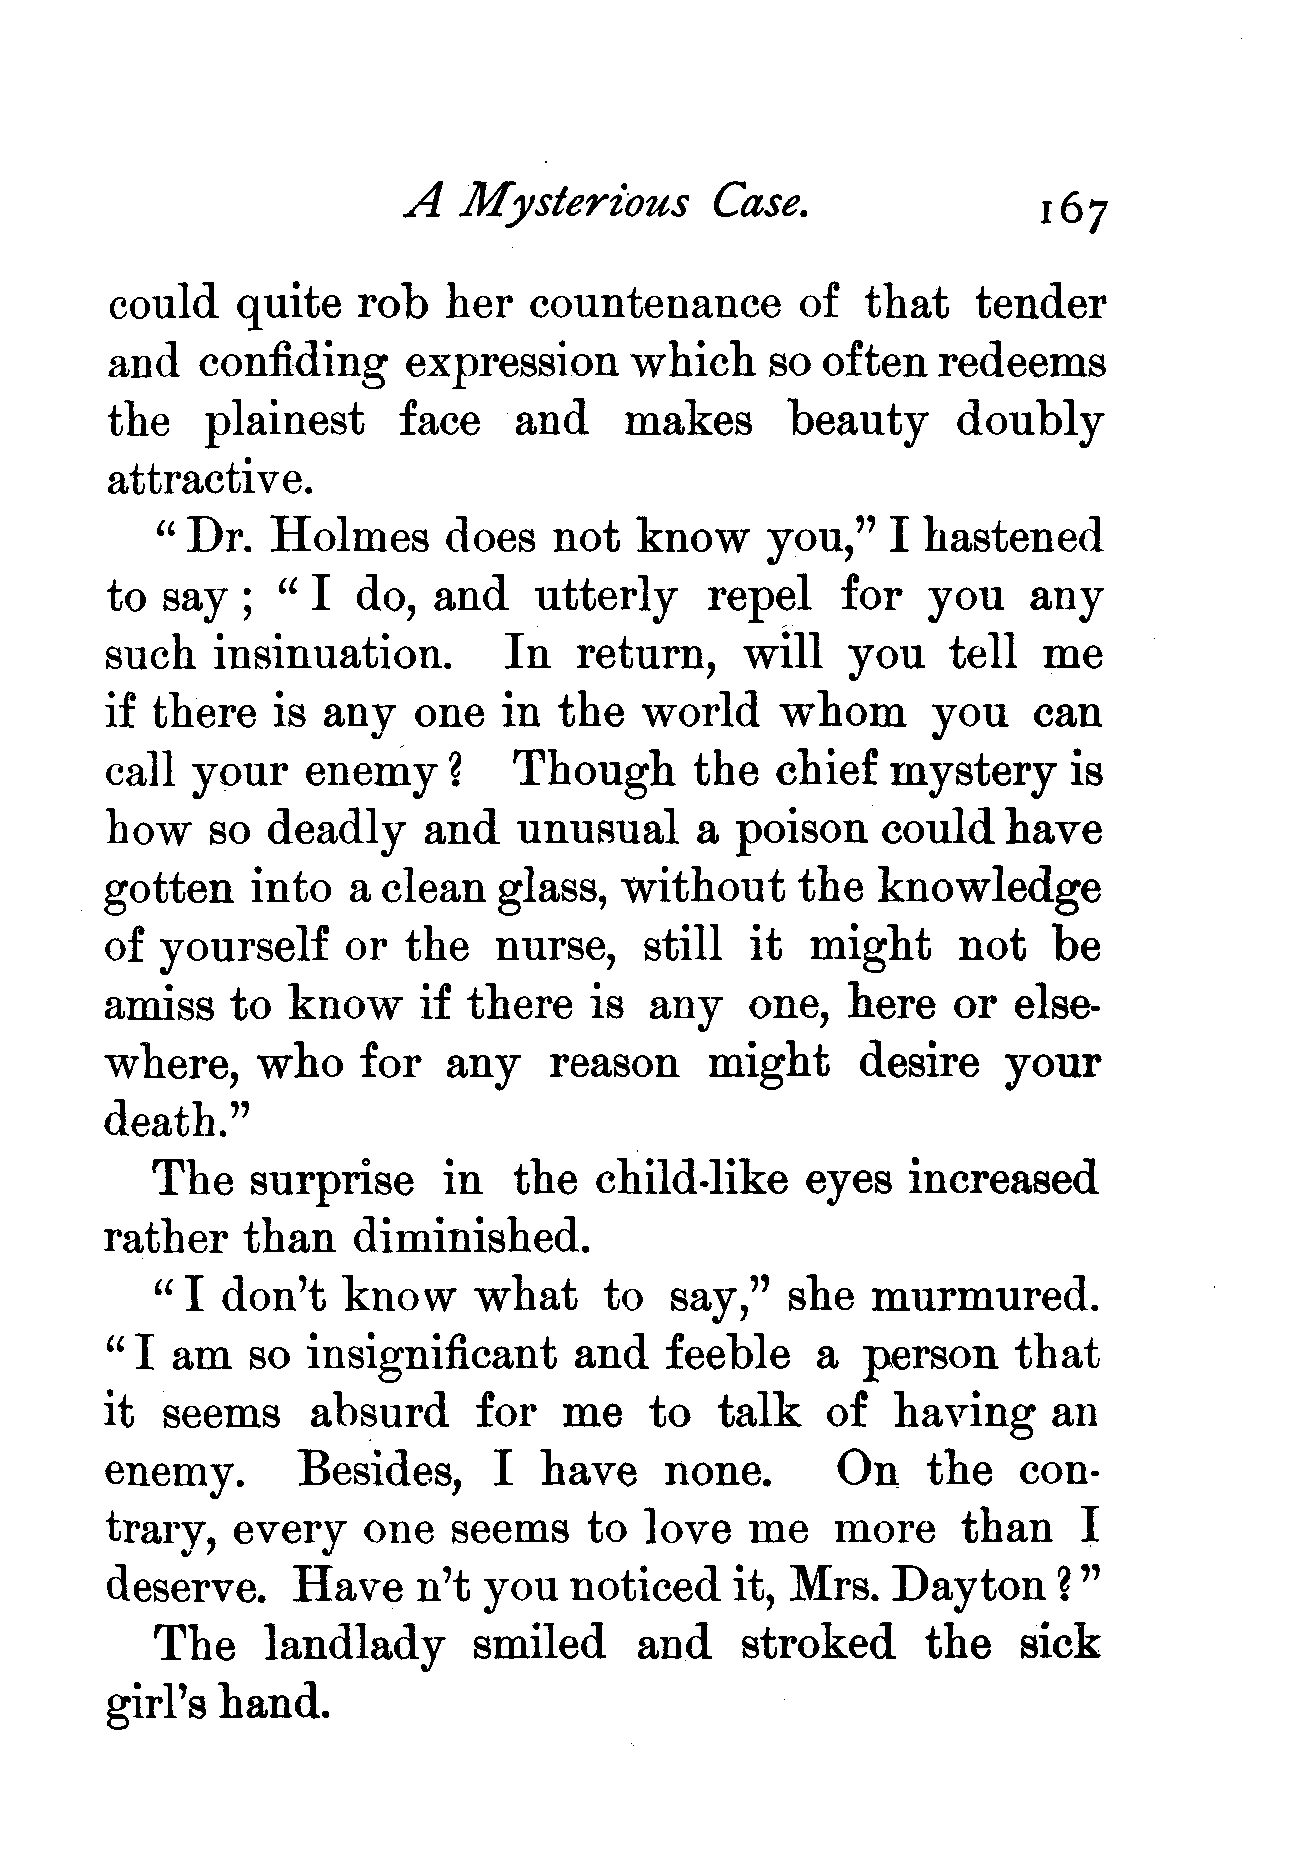 A Mysterious Case. 167
could quite rob her countenance of that tender
and confiding expression which so often redeems
the plainest face and makes beauty doubly
attractive.
“ Dr. Holmes does not know you,” I hastened
to say ; “ I do, and utterly repel for you any
such insinuation. In return, will you tell me
if there is any one in the world whom you can
call your enemy ? Though the chief mystery is
how so deadly and unusual a poison could have
gotten into a clean glass, without the knowledge
of yourself or the nurse, still it might not be
amiss to know if there is any one, here or else-
where, who for any reason might desire your
death.”
The surprise in the child-like eyes increased
rather than diminished.
“ I don’t know what to say,” she murmured.
“ I am so insignificant and feeble a person that
it seems absurd for me to talk of having an
enemy. Besides, I have none. On the con-
trary, every one seems to love me more than I
deserve. Have n’t you noticed it, Mrs. Dayton ? ”
The landlady smiled and stroked the sick
girl’s hand.